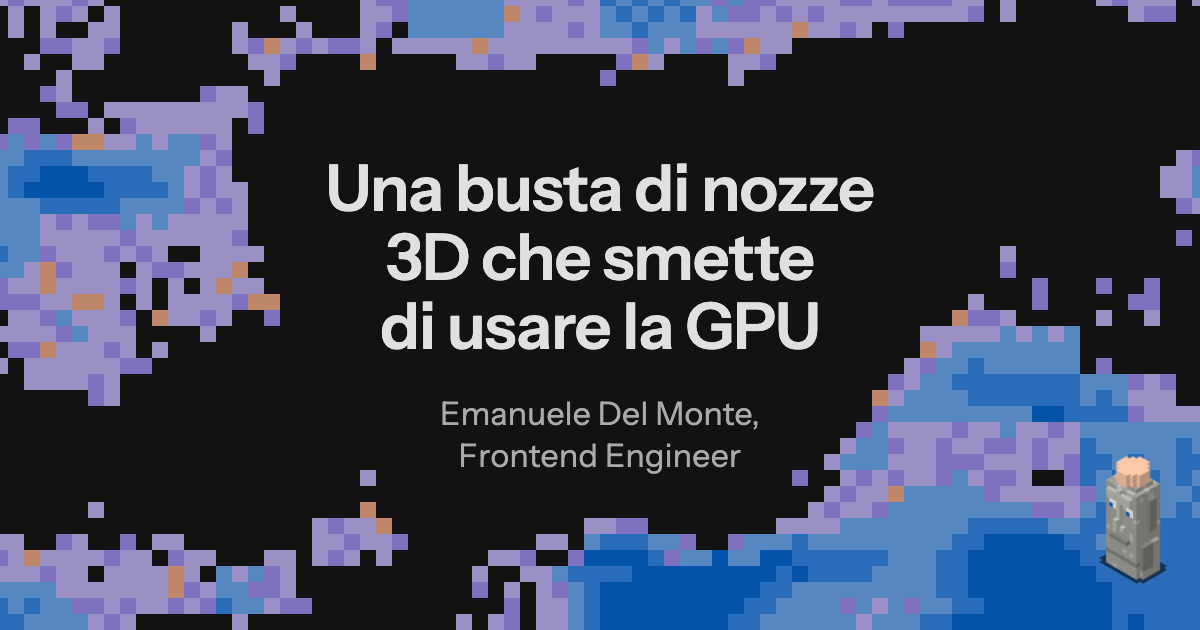 Una busta di nozze
3D che smette
di usare la GPU
Emanuele Del Monte,
Frontend Engineer